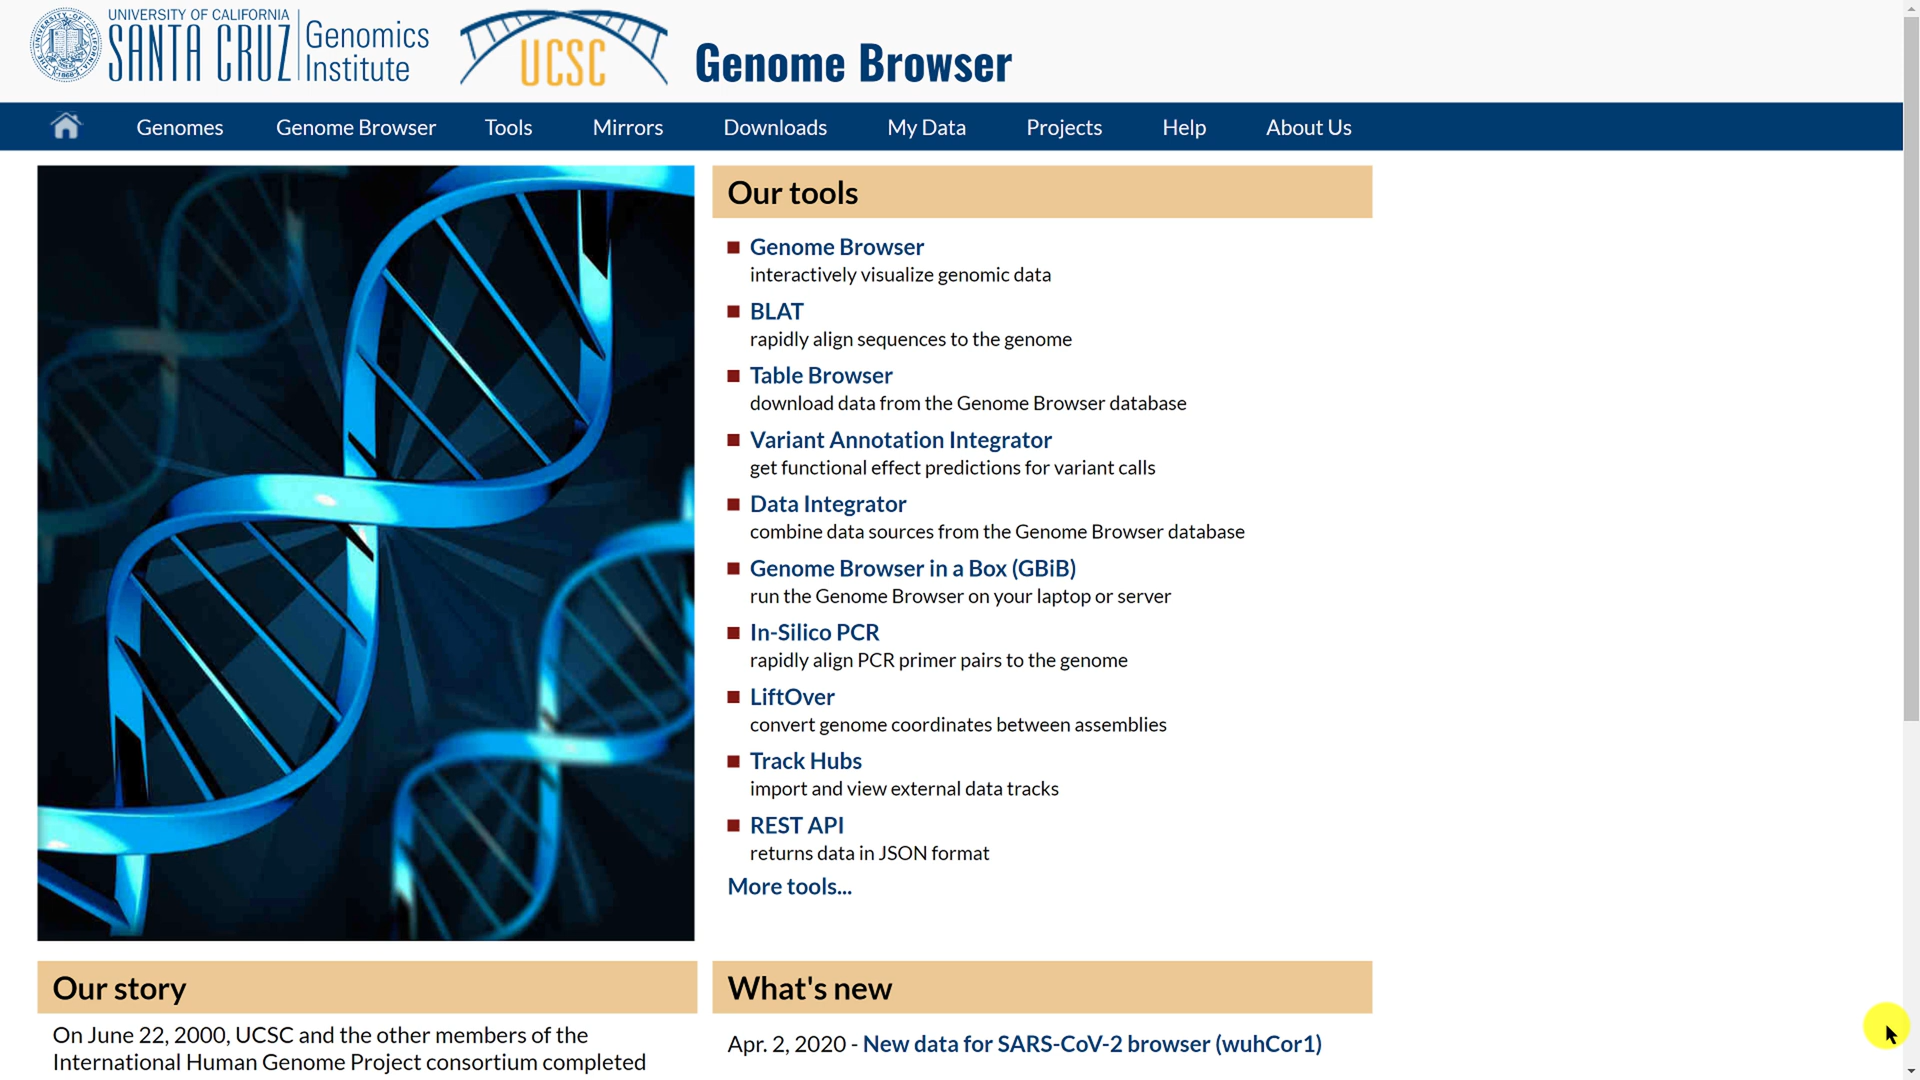 UNIVERSITY OF CALIFORNIA
SANTA CRUZ
Genomics
Institute
UCSC
Genome Browser
Genomes
Genome Browser
Tools
Mirrors
Downloads
My Data
Projects
Help
About Us
Our tools
Genome Browser
interactively visualize genomic data
BLAT
rapidly align sequences to the genome
Table Browser
download data from the Genome Browser database
Variant Annotation Integrator
get functional effect predictions for variant calls
Data Integrator
combine data sources from the Genome Browser database
Genome Browser in a Box (GBiB)
run the Genome Browser on your laptop or server
In-Silico PCR
rapidly align PCR primer pairs to the genome
LiftOver
convert genome coordinates between assemblies
Track Hubs
import and view external data tracks
REST API
returns data in JSON format
More tools...
Our story
On June 22, 2000, UCSC and the other members of the
International Human Genome Project consortium completed
What's new
Apr. 2, 2020 - New data for SARS-CoV-2 browser (wuhCor1)